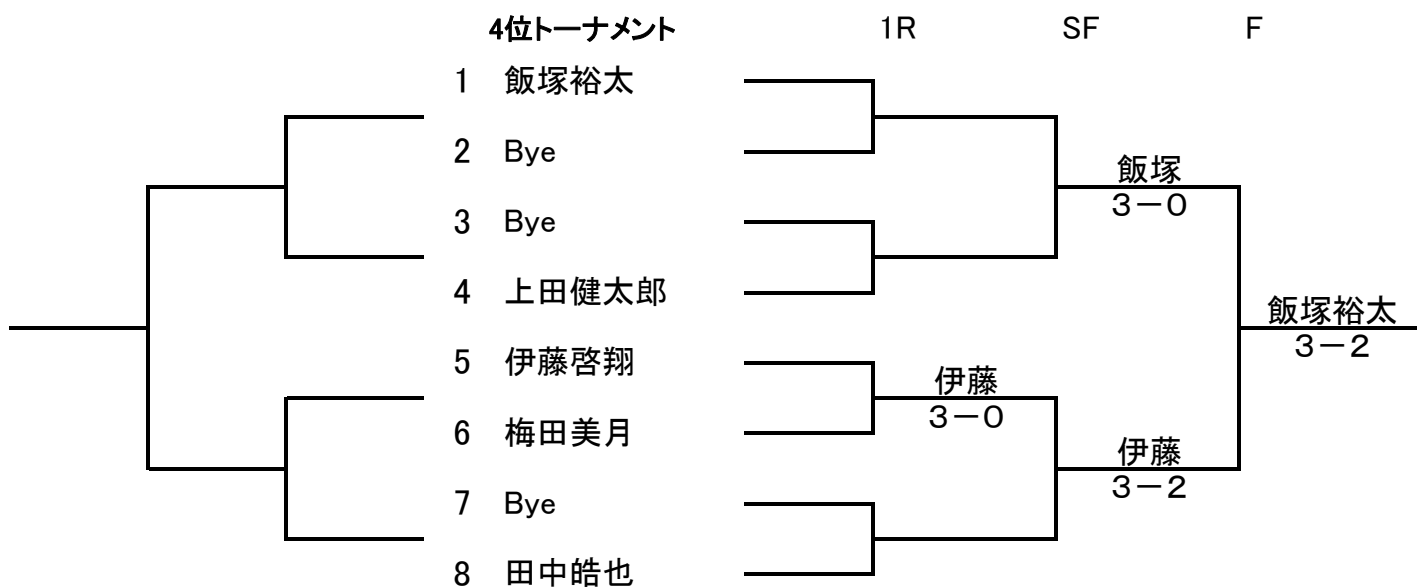 4位トーナメント 1R SF F
1 飯塚裕太
2 Bye
飯塚
3-0
3 Bye
4 上田健太郎
飯塚裕太
3-2
5 伊藤啓翔
伊藤
3-0
6 梅田美月
伊藤
3-2
7 Bye
8 田中皓也